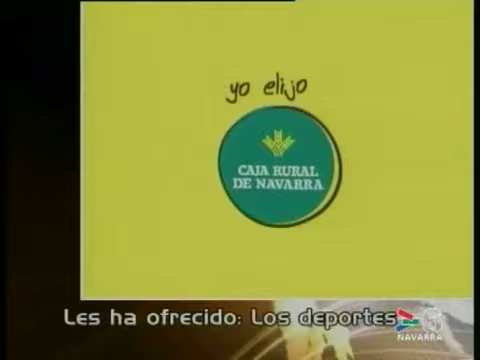 yo elijo
CAJA RURAL
DE NAVARRA
Les ha ofrecido: Los deportes
NAVARRA